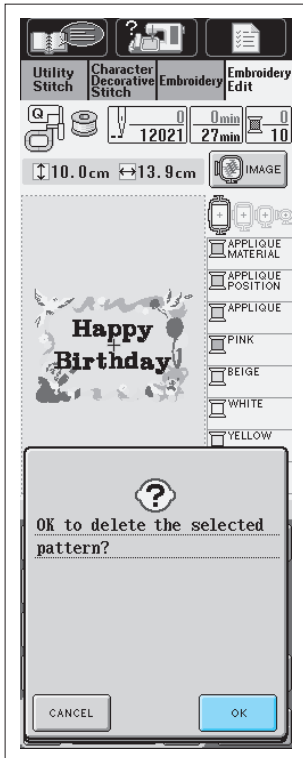 Utility Stitch
Character Decorative Stitch
Embroidery
Embroidery Edit
Q
0
12021
0min
27min
0
10
10.0cm
13.9cm
IMAGE
APPLIQUE MATERIAL
APPLIQUE POSITION
APPLIQUE
PINK
BEIGE
WHITE
YELLOW
Happy
Birthday
OK to delete the selected
pattern?
CANCEL
OK